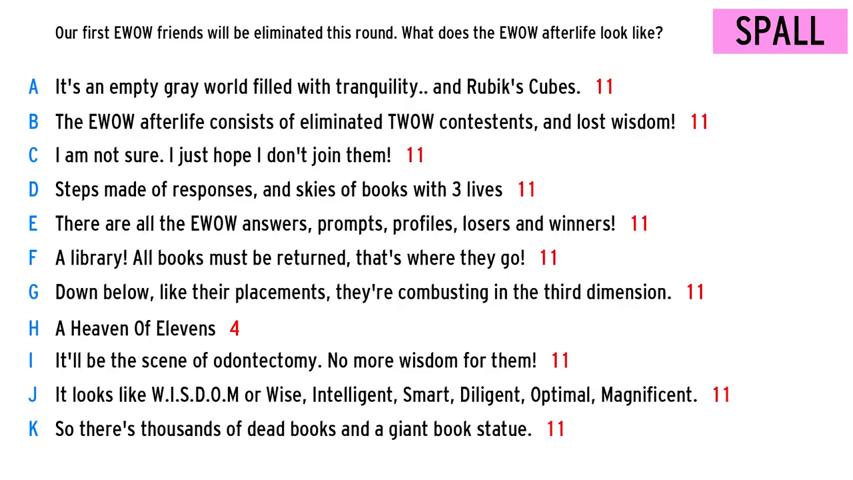 Our first EWOW friends will be eliminated this round. What does the EWOW afterlife look like?
SPALL
A It's an empty gray world filled with tranquility.. and Rubik's Cubes. 11
B The EWOW afterlife consists of eliminated TWOW contestents, and lost wisdom! 11
C I am not sure. I just hope I don't join them! 11
D Steps made of responses, and skies of books with 3 lives 11
E There are all the EWOW answers, prompts, profiles, losers and winners! 11
F A library! All books must be returned, that's where they go! 11
G Down below, like their placements, they're combusting in the third dimension. 11
H A Heaven Of Elevens 4
I It'll be the scene of odontectomy. No more wisdom for them! 11
J It looks like W.I.S.D.O.M or Wise, Intelligent, Smart, Diligent, Optimal, Magnificent. 11
K So there's thousands of dead books and a giant book statue. 11